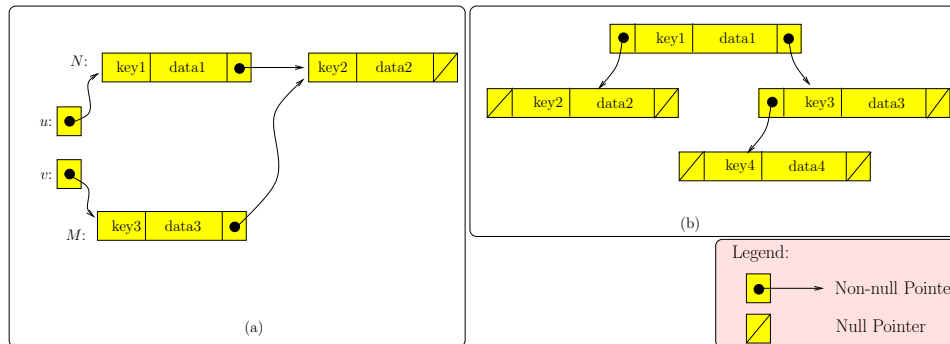 N: key1 data1 key2 data2
u:
v:
key3 data3
M:
(a)
key1 data1
key2 data2 key3 data3
key4 data4
(b)
Legend:
Non-null Pointe
Null Pointer